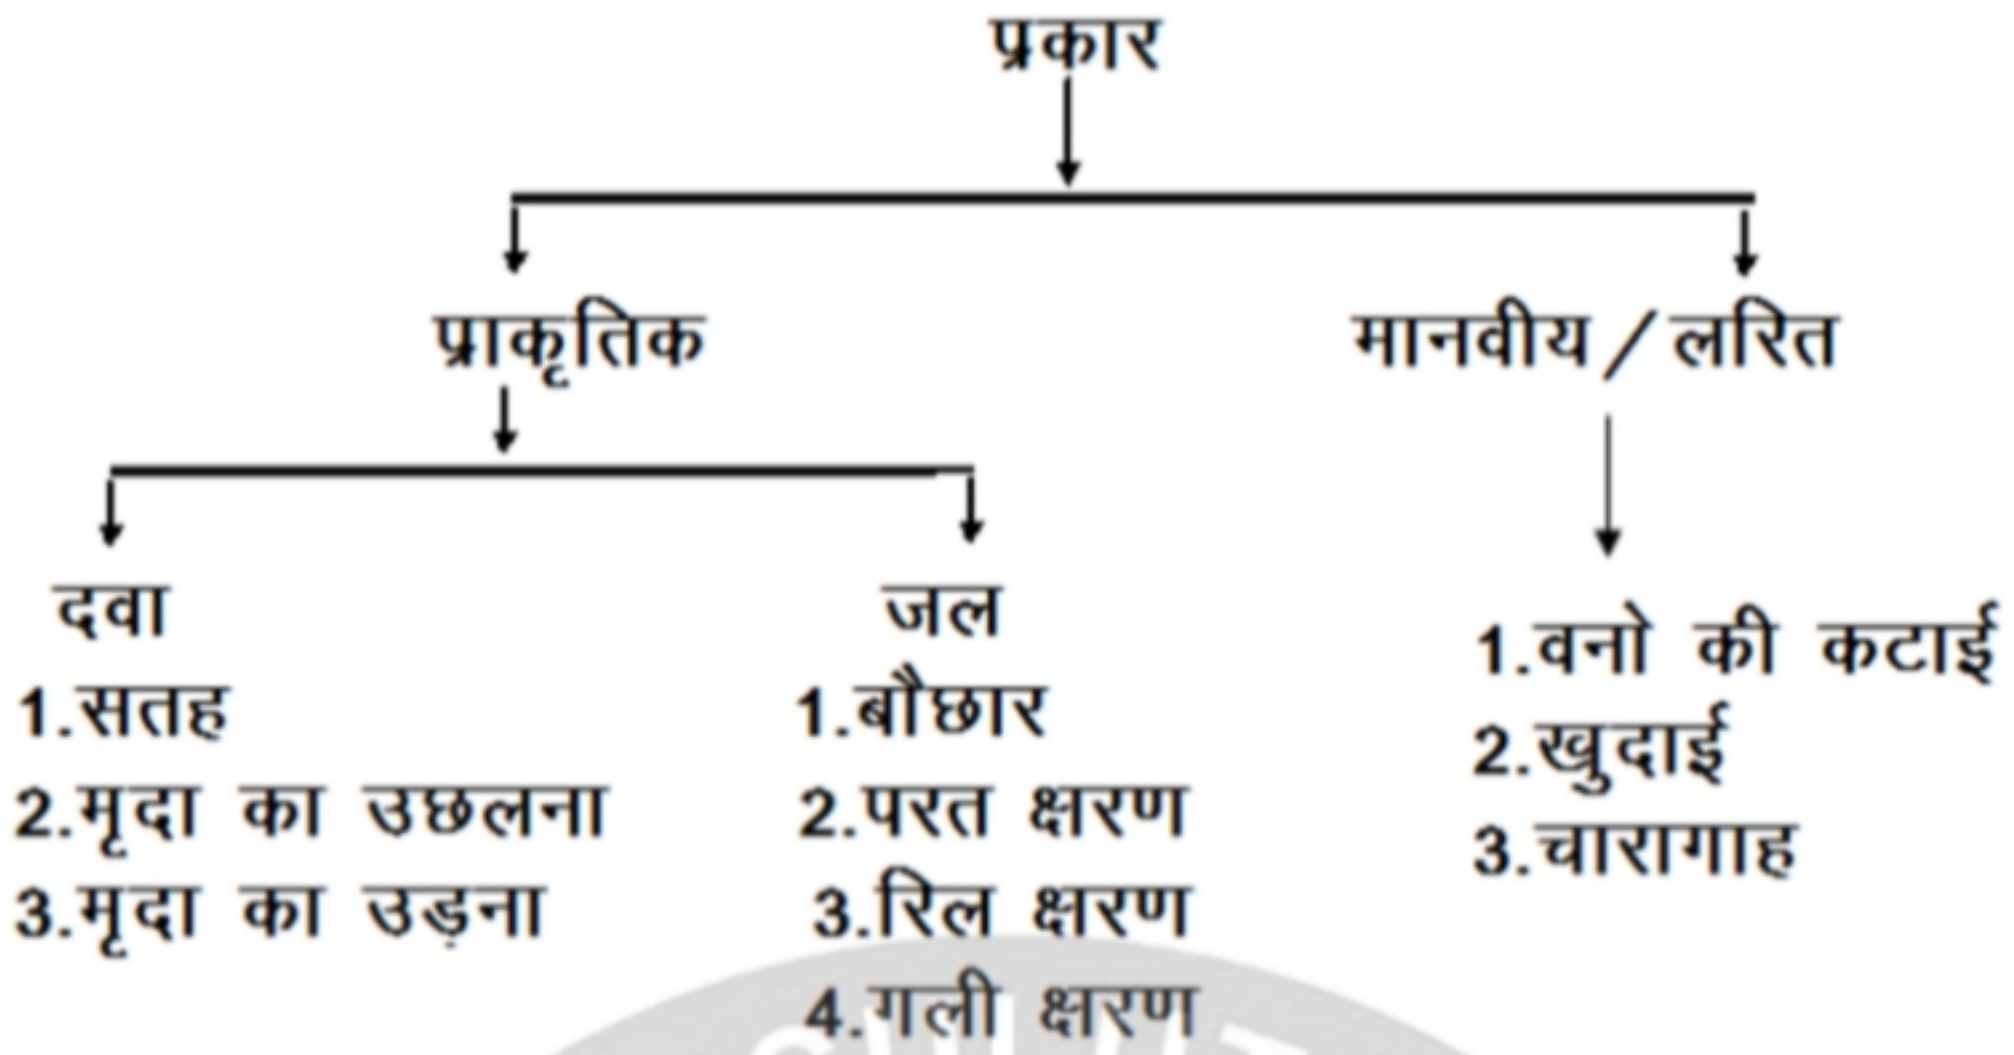 प्रकार
प्राकृतिक
मानवीय/लरित
दवा
1.सतह
2.मृदा का उछलना
3.मृदा का उड़ना
जल
1.बौछार
2.परत क्षरण
3.रिल क्षरण
4.गली क्षरण
1.वनो की कटाई
2.खुदाई
3.चारागाह